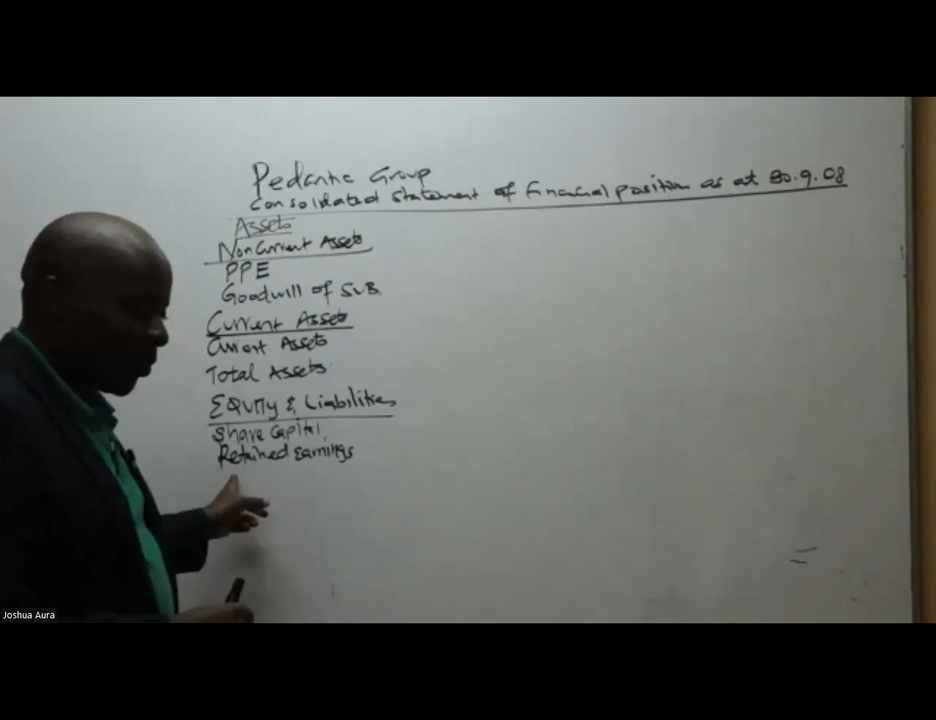 Pedantic Group
Consolidated Statement of Financial position as at 30.9.08
Assets
Non Current Assets
PPE
Goodwill of SUB
Current Assets
Current Assets
Total Assets
Equity & Liabilities
Share Capital
Retained Earnings
Joshua Aura